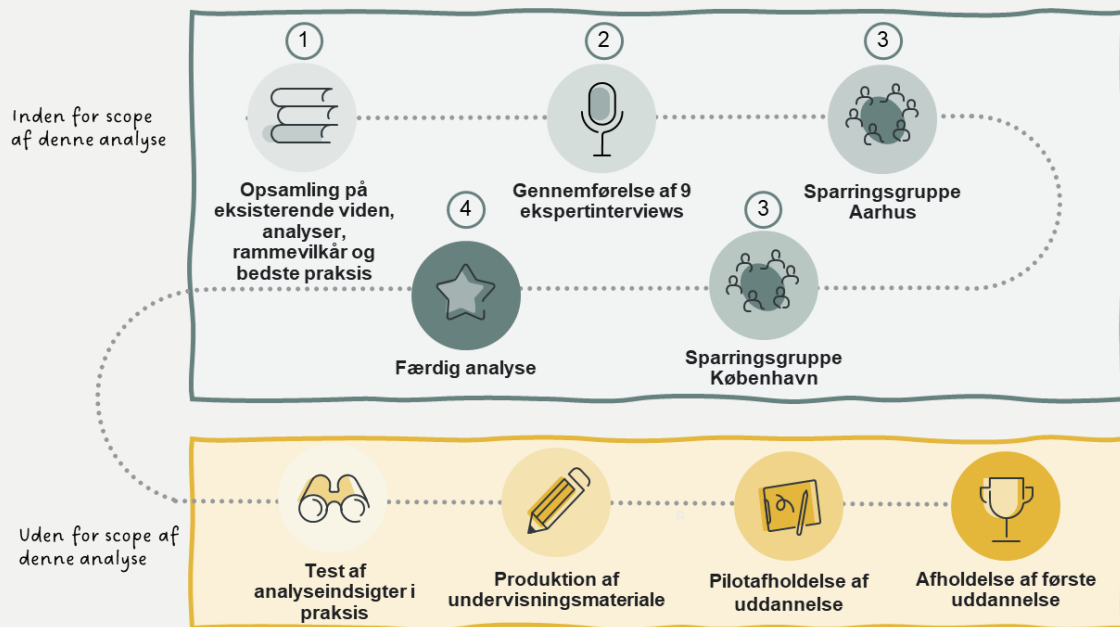 Inden for scope
af denne analyse
1
Opsamling på
eksisterende viden,
analyser,
rammevilkår og
bedste praksis
2
Gennemførelse af 9
ekspertinterviews
3
Sparringsgruppe
Aarhus
3
Sparringsgruppe
København
4
Færdig analyse
Uden for scope af
denne analyse
Test af
analyseindsigter i
praksis
Produktion af
undervisningsmateriale
Pilotafholdelse af
uddannelse
Afholdelse af første
uddannelse